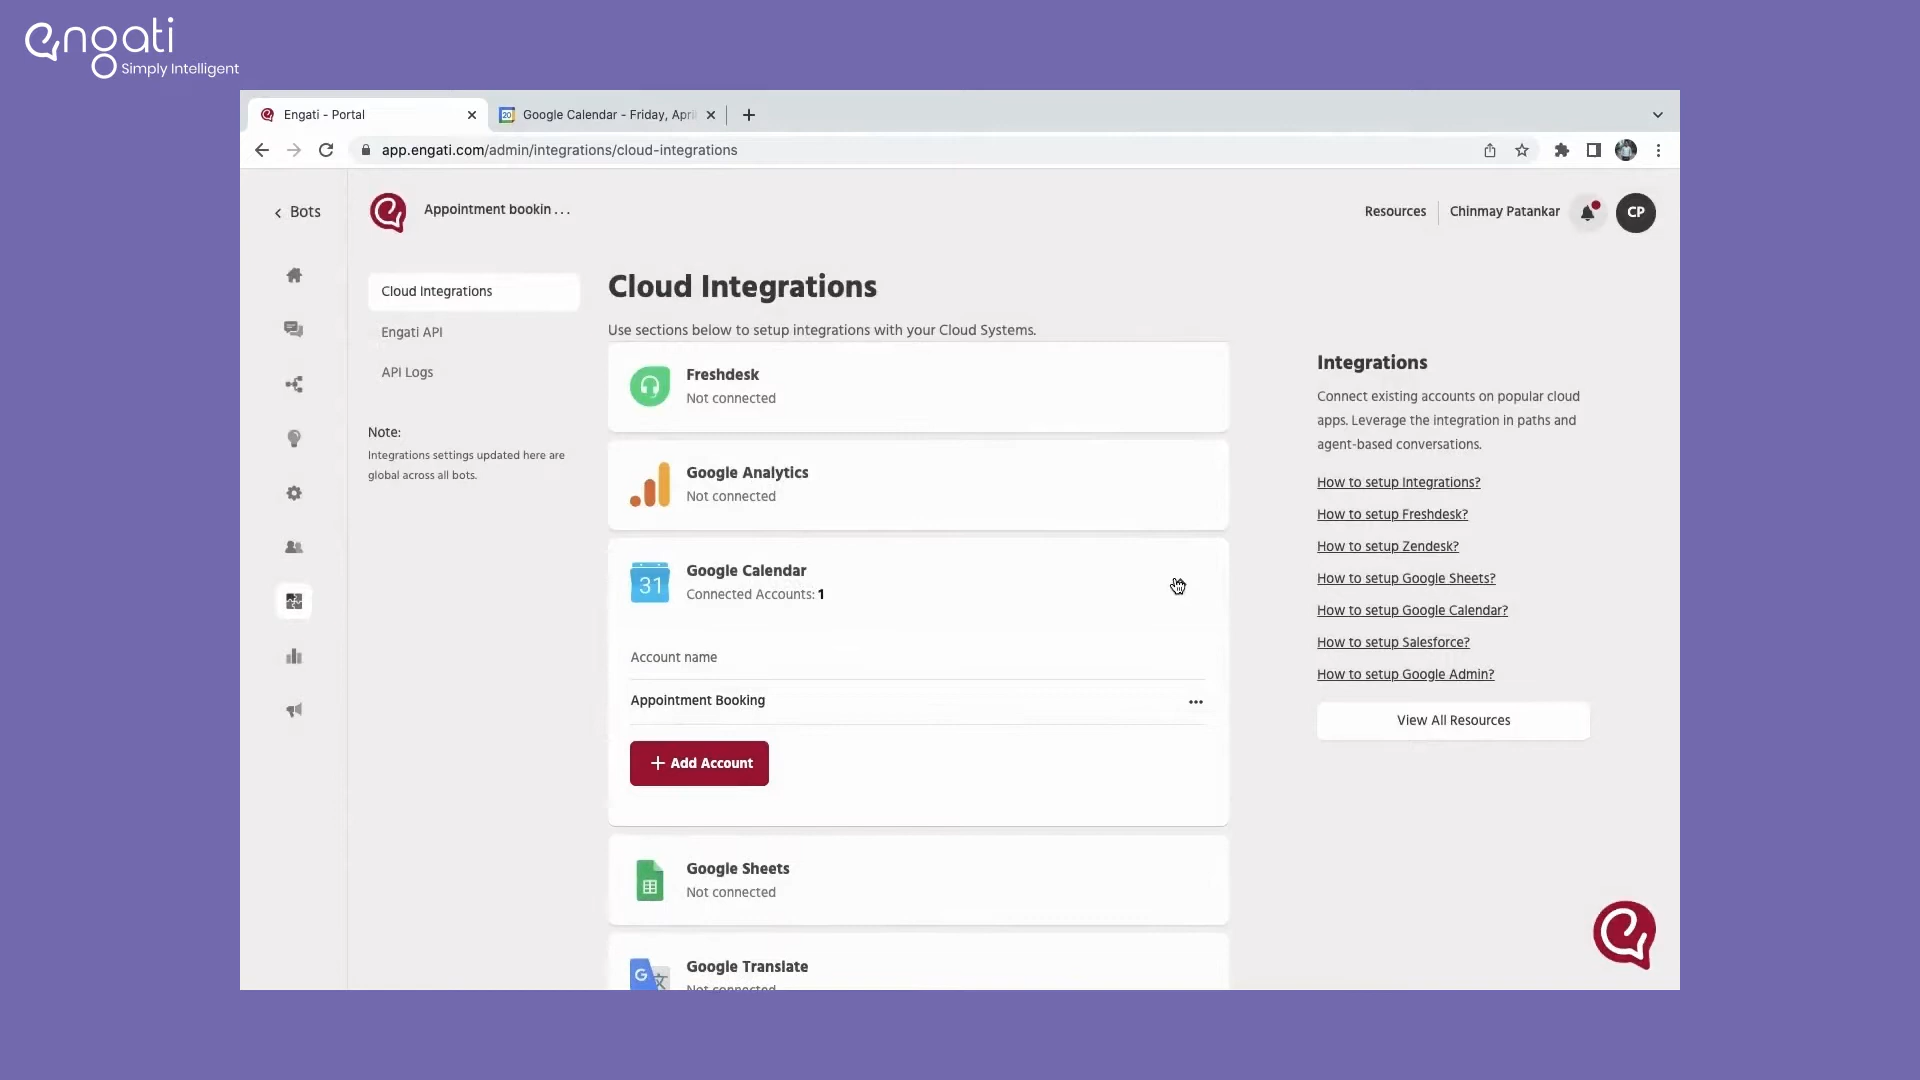 engati
Simply Intelligent
Engati - Portal
Google Calendar - Friday, Apri
app.engati.com/admin/integrations/cloud-integrations
Bots
Appointment bookin . . .
Resources
Chinmay Patankar
CP
Cloud Integrations
Engati API
API Logs
Note:
Integrations settings updated here are
global across all bots.
Cloud Integrations
Use sections below to setup integrations with your Cloud Systems.
Freshdesk
Not connected
Google Analytics
Not connected
31
Google Calendar
Connected Accounts: 1
Account name
Appointment Booking
+ Add Account
Google Sheets
Not connected
G
Google Translate
Not connected
Integrations
Connect existing accounts on popular cloud
apps. Leverage the integration in paths and
agent-based conversations.
How to setup Integrations?
How to setup Freshdesk?
How to setup Zendesk?
How to setup Google Sheets?
How to setup Google Calendar?
How to setup Salesforce?
How to setup Google Admin?
View All Resources